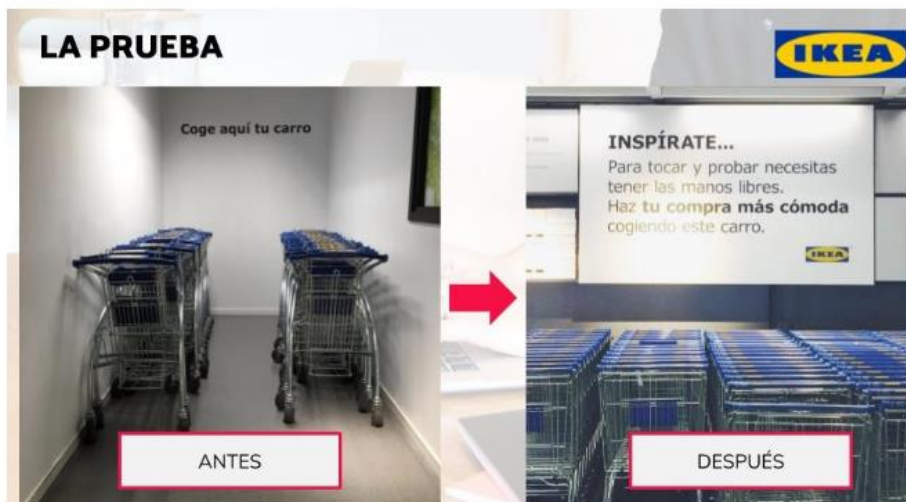 LA PRUEBA
IKEA
Coge aquí tu carro
ANTES
INSPÍRATE...
Para tocar y probar necesitas
tener las manos libres.
Haz tu compra más cómoda
cogiendo este carro.
IKEA
DESPUÉS